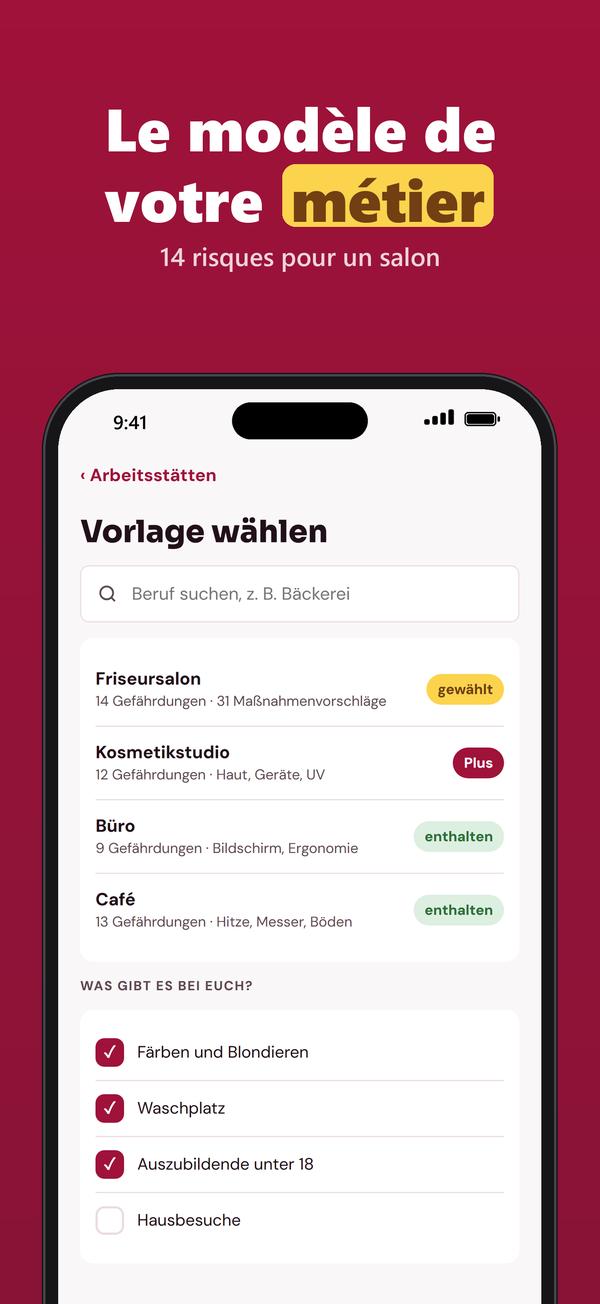 Le modèle de
votre métier
14 risques pour un salon
9:41
‹ Arbeitsstätten
Vorlage wählen
Beruf suchen, z. B. Bäckerei
Friseursalon
14 Gefährdungen · 31 Maßnahmenvorschläge
gewählt
Kosmetikstudio
12 Gefährdungen · Haut, Geräte, UV
Plus
Büro
9 Gefährdungen · Bildschirm, Ergonomie
enthalten
Café
13 Gefährdungen · Hitze, Messer, Böden
enthalten
WAS GIBT ES BEI EUCH?
Färben und Blondieren
Waschplatz
Auszubildende unter 18
Hausbesuche